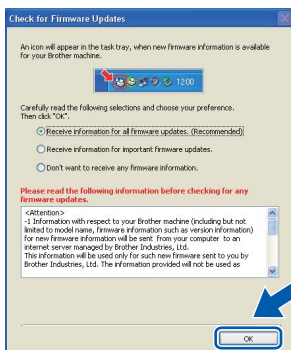 Check for Firmware Updates
An icon will appear in the task tray, when new firmware information is available
for your Brother machine.
12:00
Carefully read the following selections and choose your preference.
Then click "OK".
Receive information for all firmware updates. (Recommended)
Receive information for important firmware updates.
Don't want to receive any firmware information.
Please read the following information before checking for any
firmware updates.
<Attention>
-1 Information with respect to your Brother machine (including but not
limited to model name, firmware information such as version information)
for new firmware information will be sent from your computer to an
internet server managed by Brother Industries, Ltd.
This information will be used only for such new firmware sent to you by
Brother Industries, Ltd. The information provided will not be used as
OK